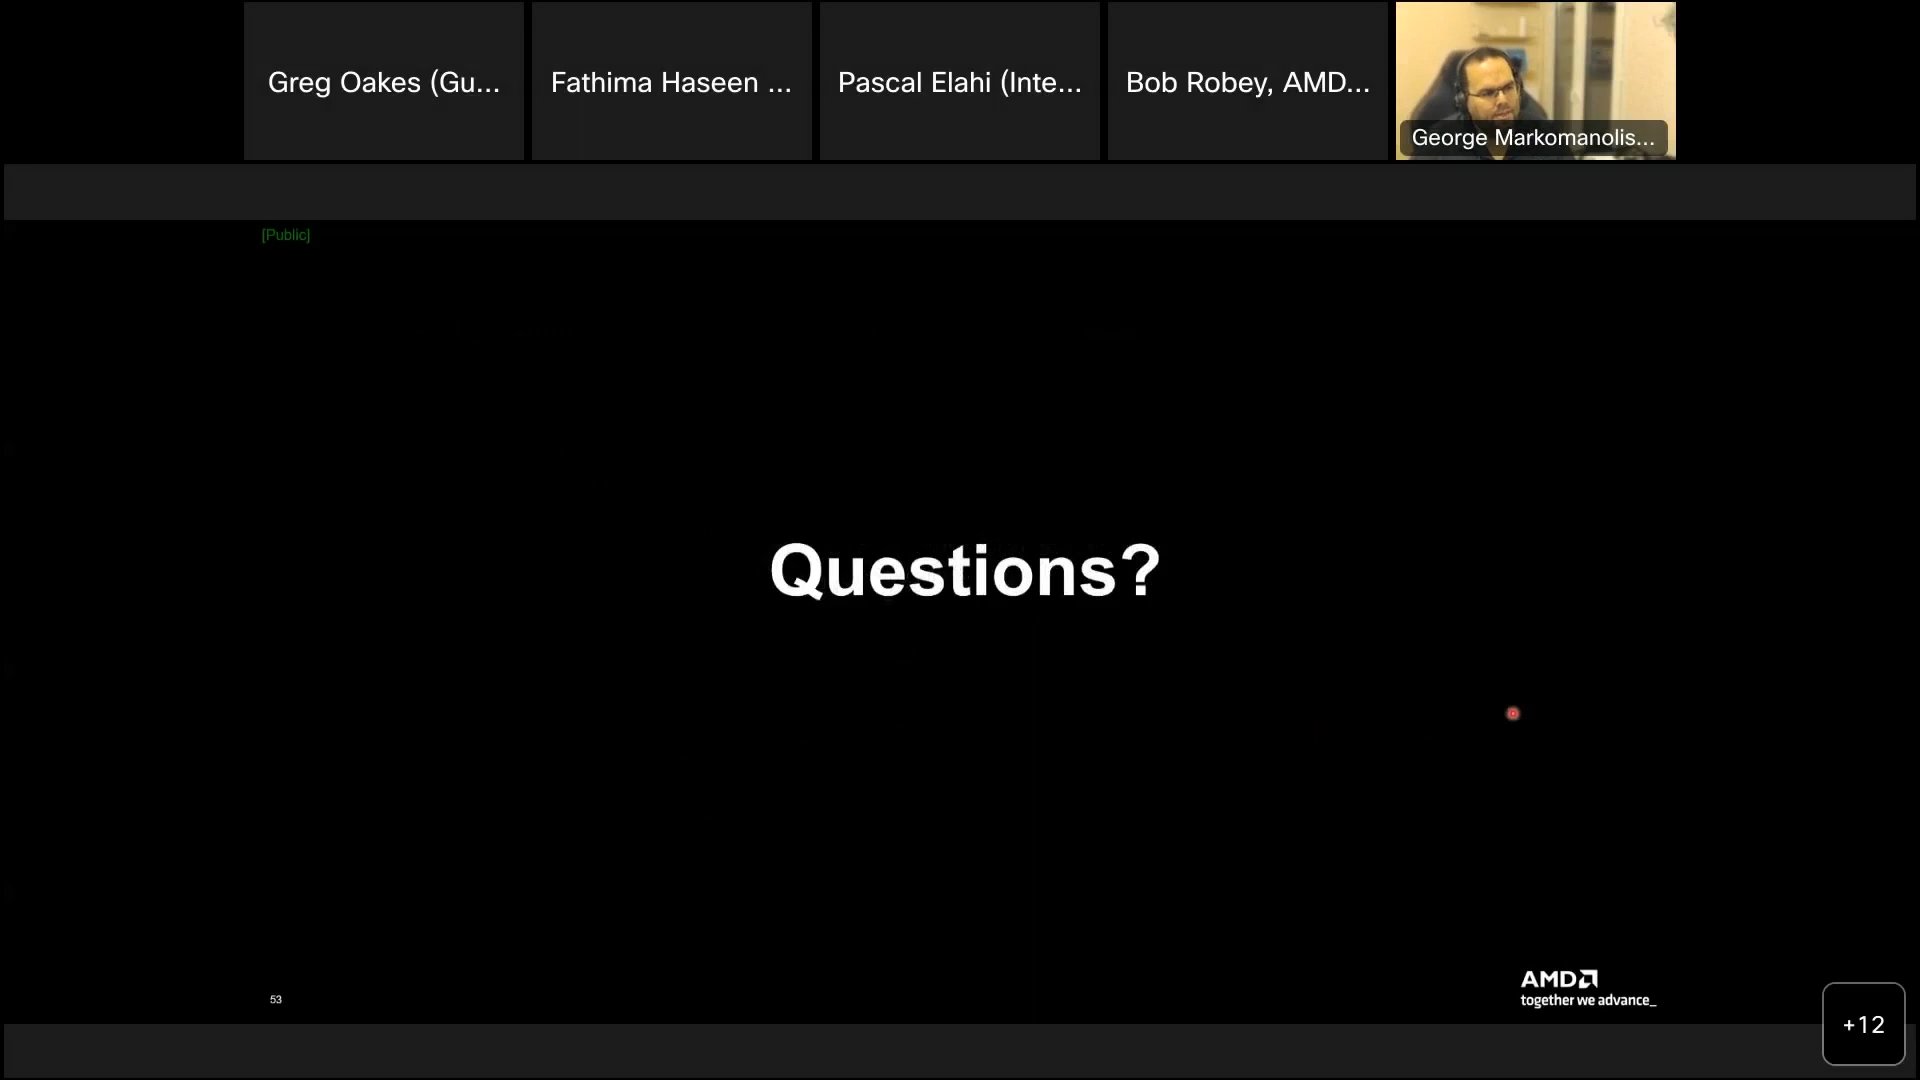 Greg Oakes (Gu...
Fathima Haseen ...
Pascal Elahi (Inte...
Bob Robey, AMD...
George Markomanolis...
[Public]
Questions?
53
AMD
together we advance_
+12